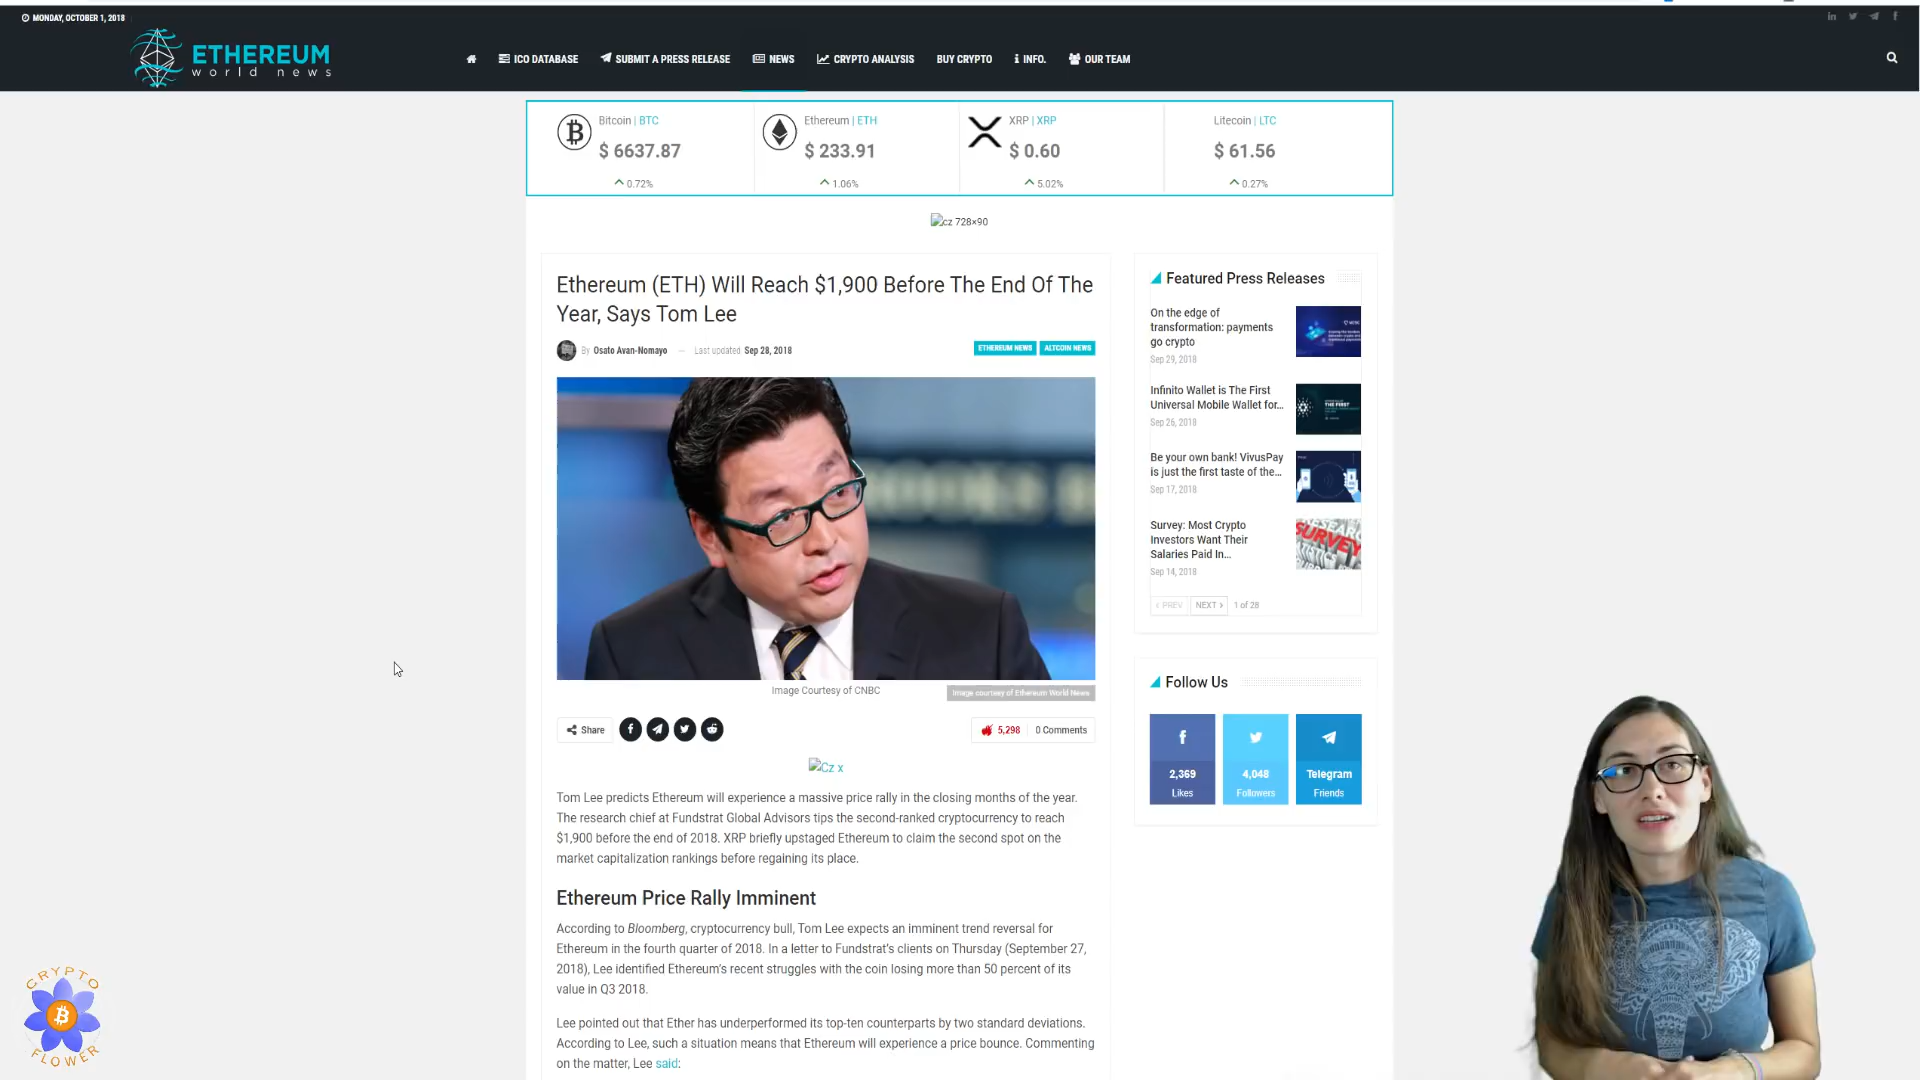 MONDAY, OCTOBER 1, 2018
ETHEREUM
world news
ICO DATABASE
SUBMIT A PRESS RELEASE
NEWS
CRYPTO ANALYSIS
BUY CRYPTO
INFO.
OUR TEAM
Bitcoin | BTC
$ 6637.87
0.72%
Ethereum | ETH
$ 233.91
1.06%
XRP | XRP
$ 0.60
5.02%
Litecoin | LTC
$ 61.56
0.27%
cz 728×90
Ethereum (ETH) Will Reach $1,900 Before The End Of The
Year, Says Tom Lee
By Osato Avan-Nomayo — Last updated Sep 28, 2018
ETHEREUM NEWS
ALTCOIN NEWS
Image Courtesy of CNBC
Image courtesy of Ethereum World News
Share
5,298
0 Comments
Cz x
Tom Lee predicts Ethereum will experience a massive price rally in the closing months of the year.
The research chief at Fundstrat Global Advisors tips the second-ranked cryptocurrency to reach
$1,900 before the end of 2018. XRP briefly upstaged Ethereum to claim the second spot on the
market capitalization rankings before regaining its place.
Ethereum Price Rally Imminent
According to Bloomberg, cryptocurrency bull, Tom Lee expects an imminent trend reversal for
Ethereum in the fourth quarter of 2018. In a letter to Fundstrat's clients on Thursday (September 27,
2018), Lee identified Ethereum's recent struggles with the coin losing more than 50 percent of its
value in Q3 2018.
Lee pointed out that Ether has underperformed its top-ten counterparts by two standard deviations.
According to Lee, such a situation means that Ethereum will experience a price bounce. Commenting
on the matter, Lee said:
Featured Press Releases
On the edge of
transformation: payments
go crypto
Sep 29, 2018
Infinito Wallet is The First
Universal Mobile Wallet for...
Sep 26, 2018
THE FIRST
Be your own bank! VivusPay
is just the first taste of the...
Sep 17, 2018
Survey: Most Crypto
Investors Want Their
Salaries Paid In...
Sep 14, 2018
SURVEY
PREV
NEXT
1 of 28
Follow Us
2,369
Likes
4,048
Followers
Telegram
Friends
CRYPTO
FLOWER